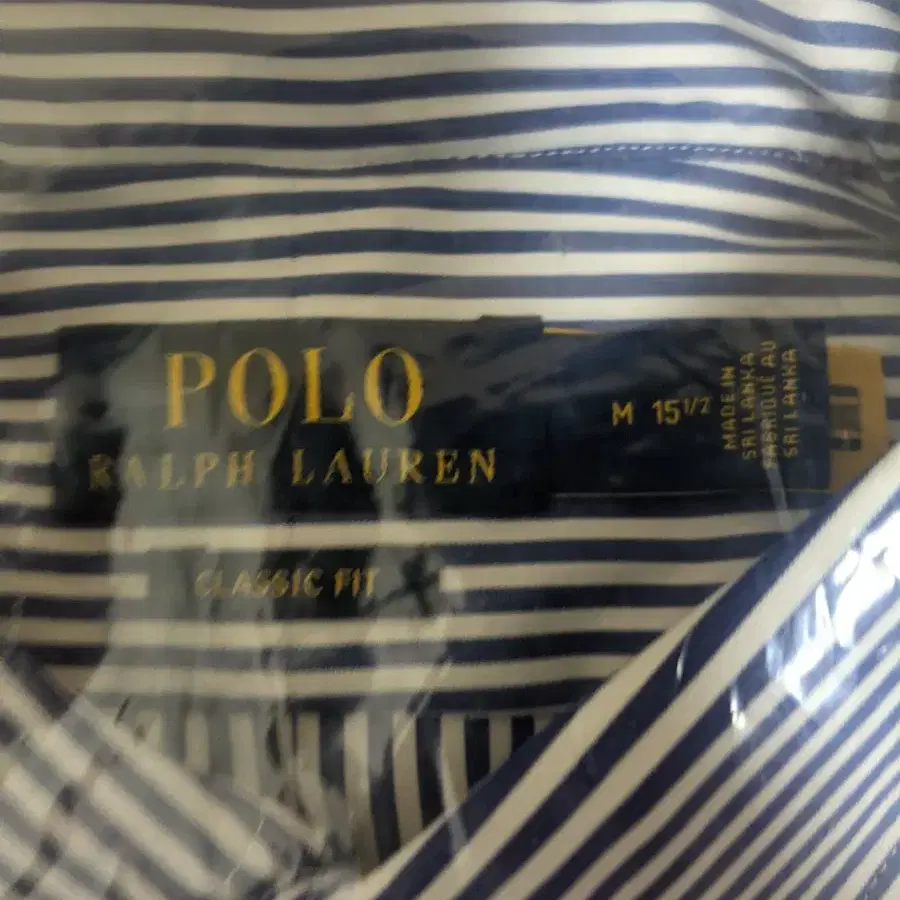 POLO
RALPH LAUREN
M 15 1/2
MADE IN
SRI LANKA
FABRIQUÉ AU
SRI LANKA
CLASSIC FIT